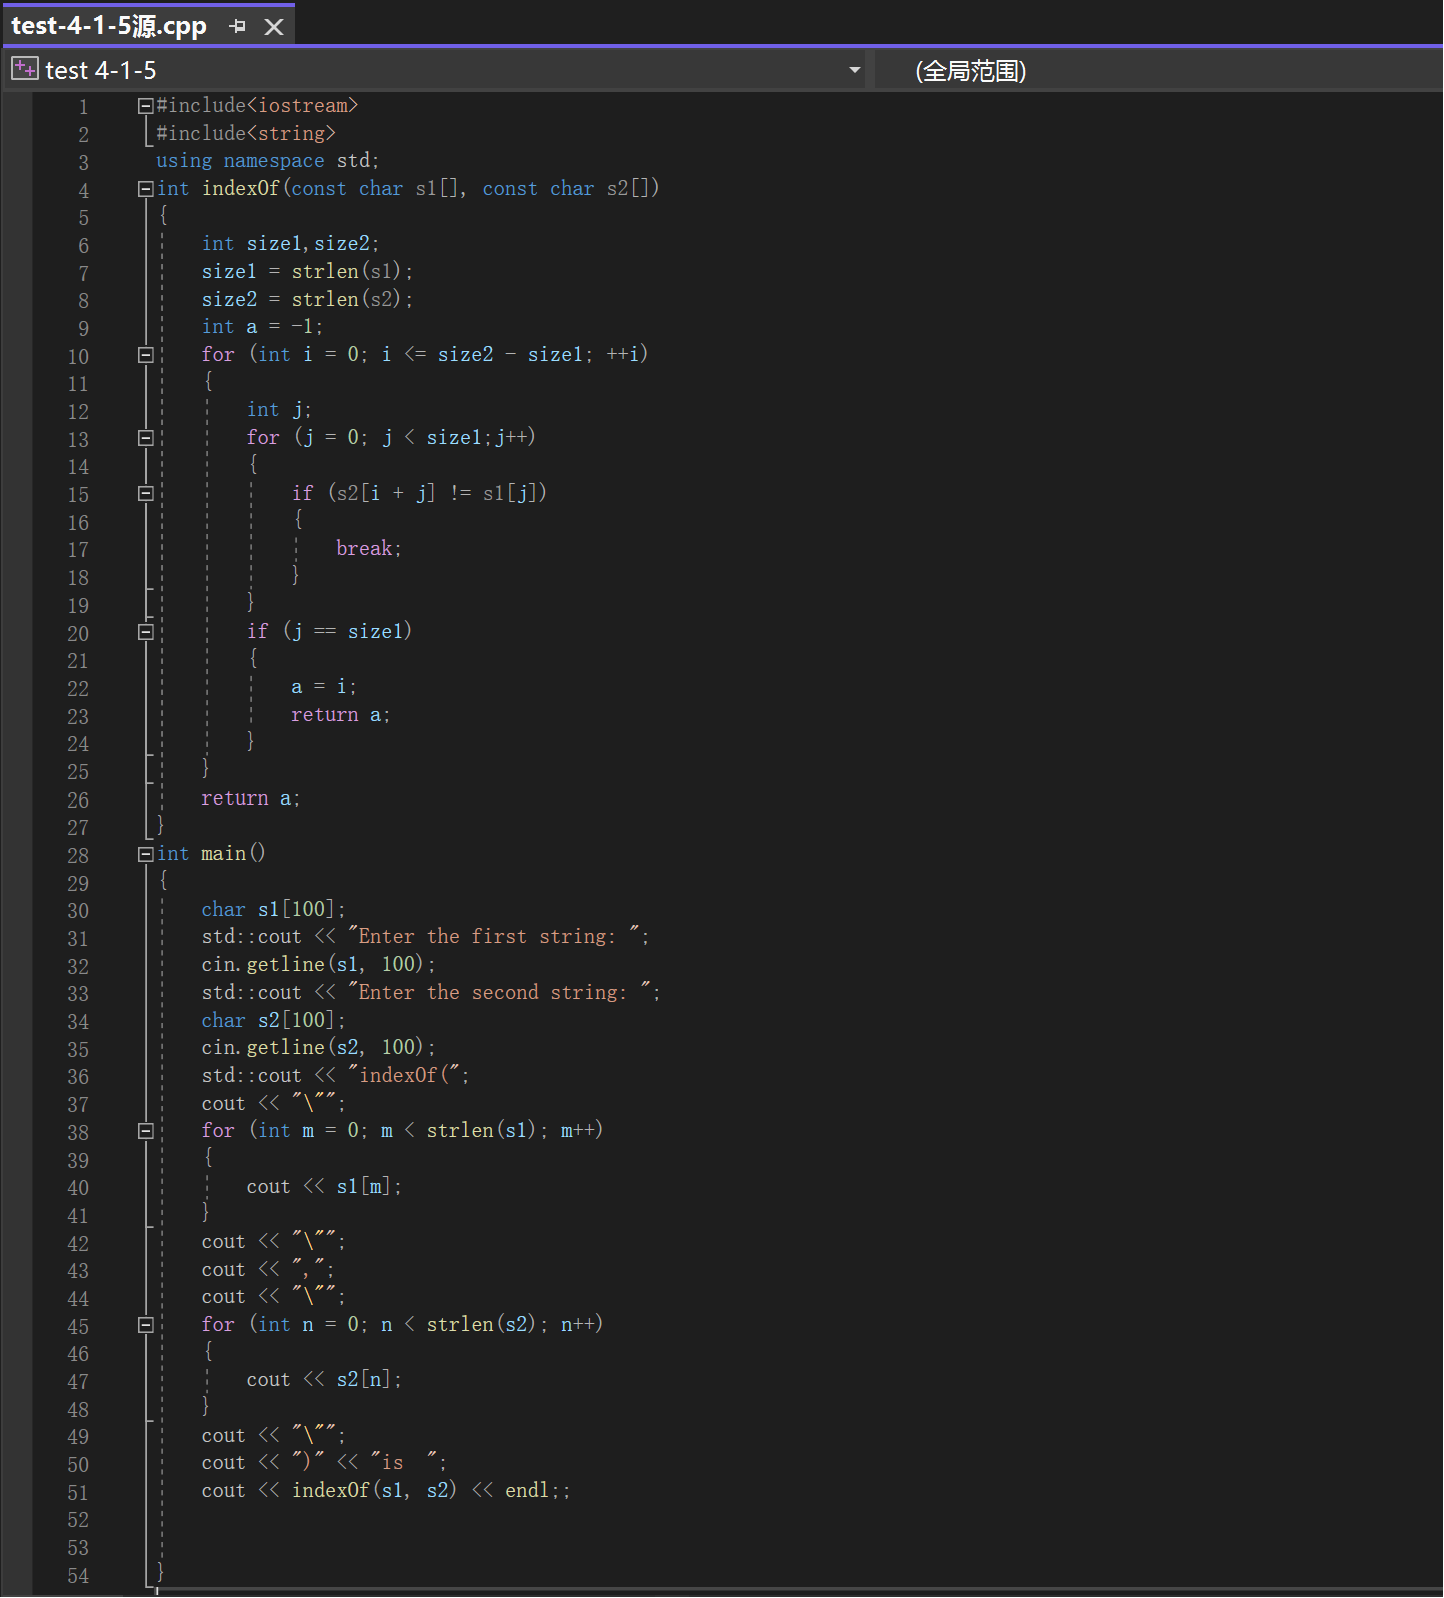 test-4-1-5源.cpp
test 4-1-5
(全局范围)
1 #include<iostream>
2 #include<string>
3 using namespace std;
4 int indexOf(const char s1[], const char s2[])
5 {
6 int size1,size2;
7 size1 = strlen(s1);
8 size2 = strlen(s2);
9 int a = -1;
10 for (int i = 0; i <= size2 - size1; ++i)
11 {
12 int j;
13 for (j = 0; j < size1;j++)
14 {
15 if (s2[i + j] != s1[j])
16 {
17 break;
18 }
19 }
20 if (j == size1)
21 {
22 a = i;
23 return a;
24 }
25 }
26 return a;
27 }
28 int main()
29 {
30 char s1[100];
31 std::cout << "Enter the first string: ";
32 cin.getline(s1, 100);
33 std::cout << "Enter the second string: ";
34 char s2[100];
35 cin.getline(s2, 100);
36 std::cout << "indexOf(";
37 cout << "\"";
38 for (int m = 0; m < strlen(s1); m++)
39 {
40 cout << s1[m];
41 }
42 cout << "\"";
43 cout << ",";
44 cout << "\"";
45 for (int n = 0; n < strlen(s2); n++)
46 {
47 cout << s2[n];
48 }
49 cout << "\"";
50 cout << ")" << "is  ";
51 cout << indexOf(s1, s2) << endl;;
52
53
54 }